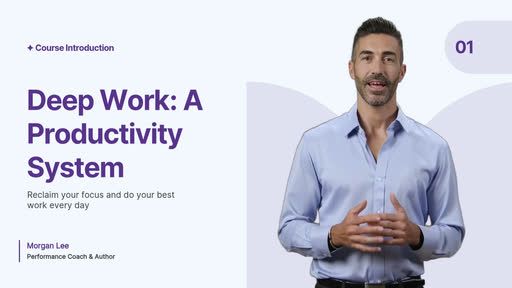 Course Introduction
01
Deep Work: A
Productivity
System
Reclaim your focus and do your best
work every day
Morgan Lee
Performance Coach & Author